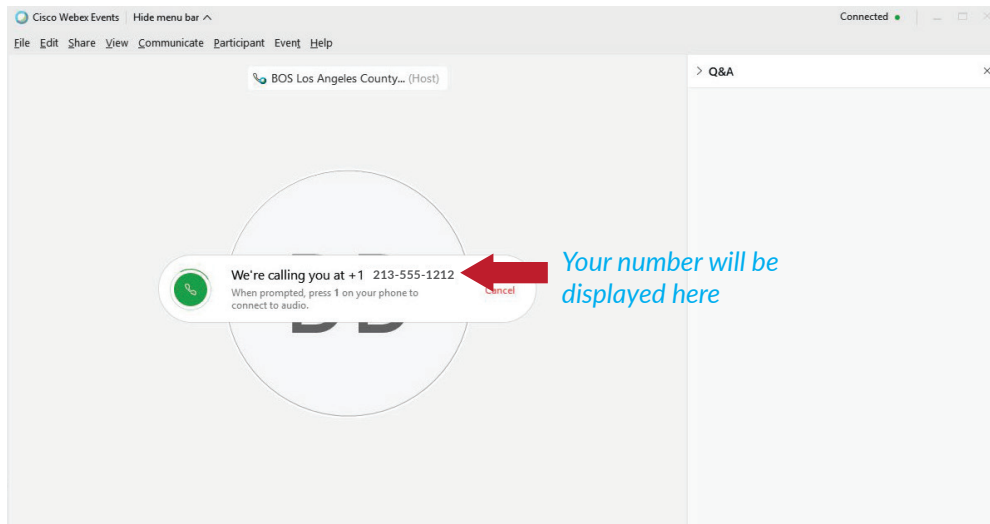 Cisco Webex Events Hide menu bar Connected
File Edit Share View Communicate Participant Event Help
BOS Los Angeles County... (Host)
Q&A
We're calling you at +1 213-555-1212
When prompted, press 1 on your phone to
connect to audio.
Cancel
Your number will be
displayed here